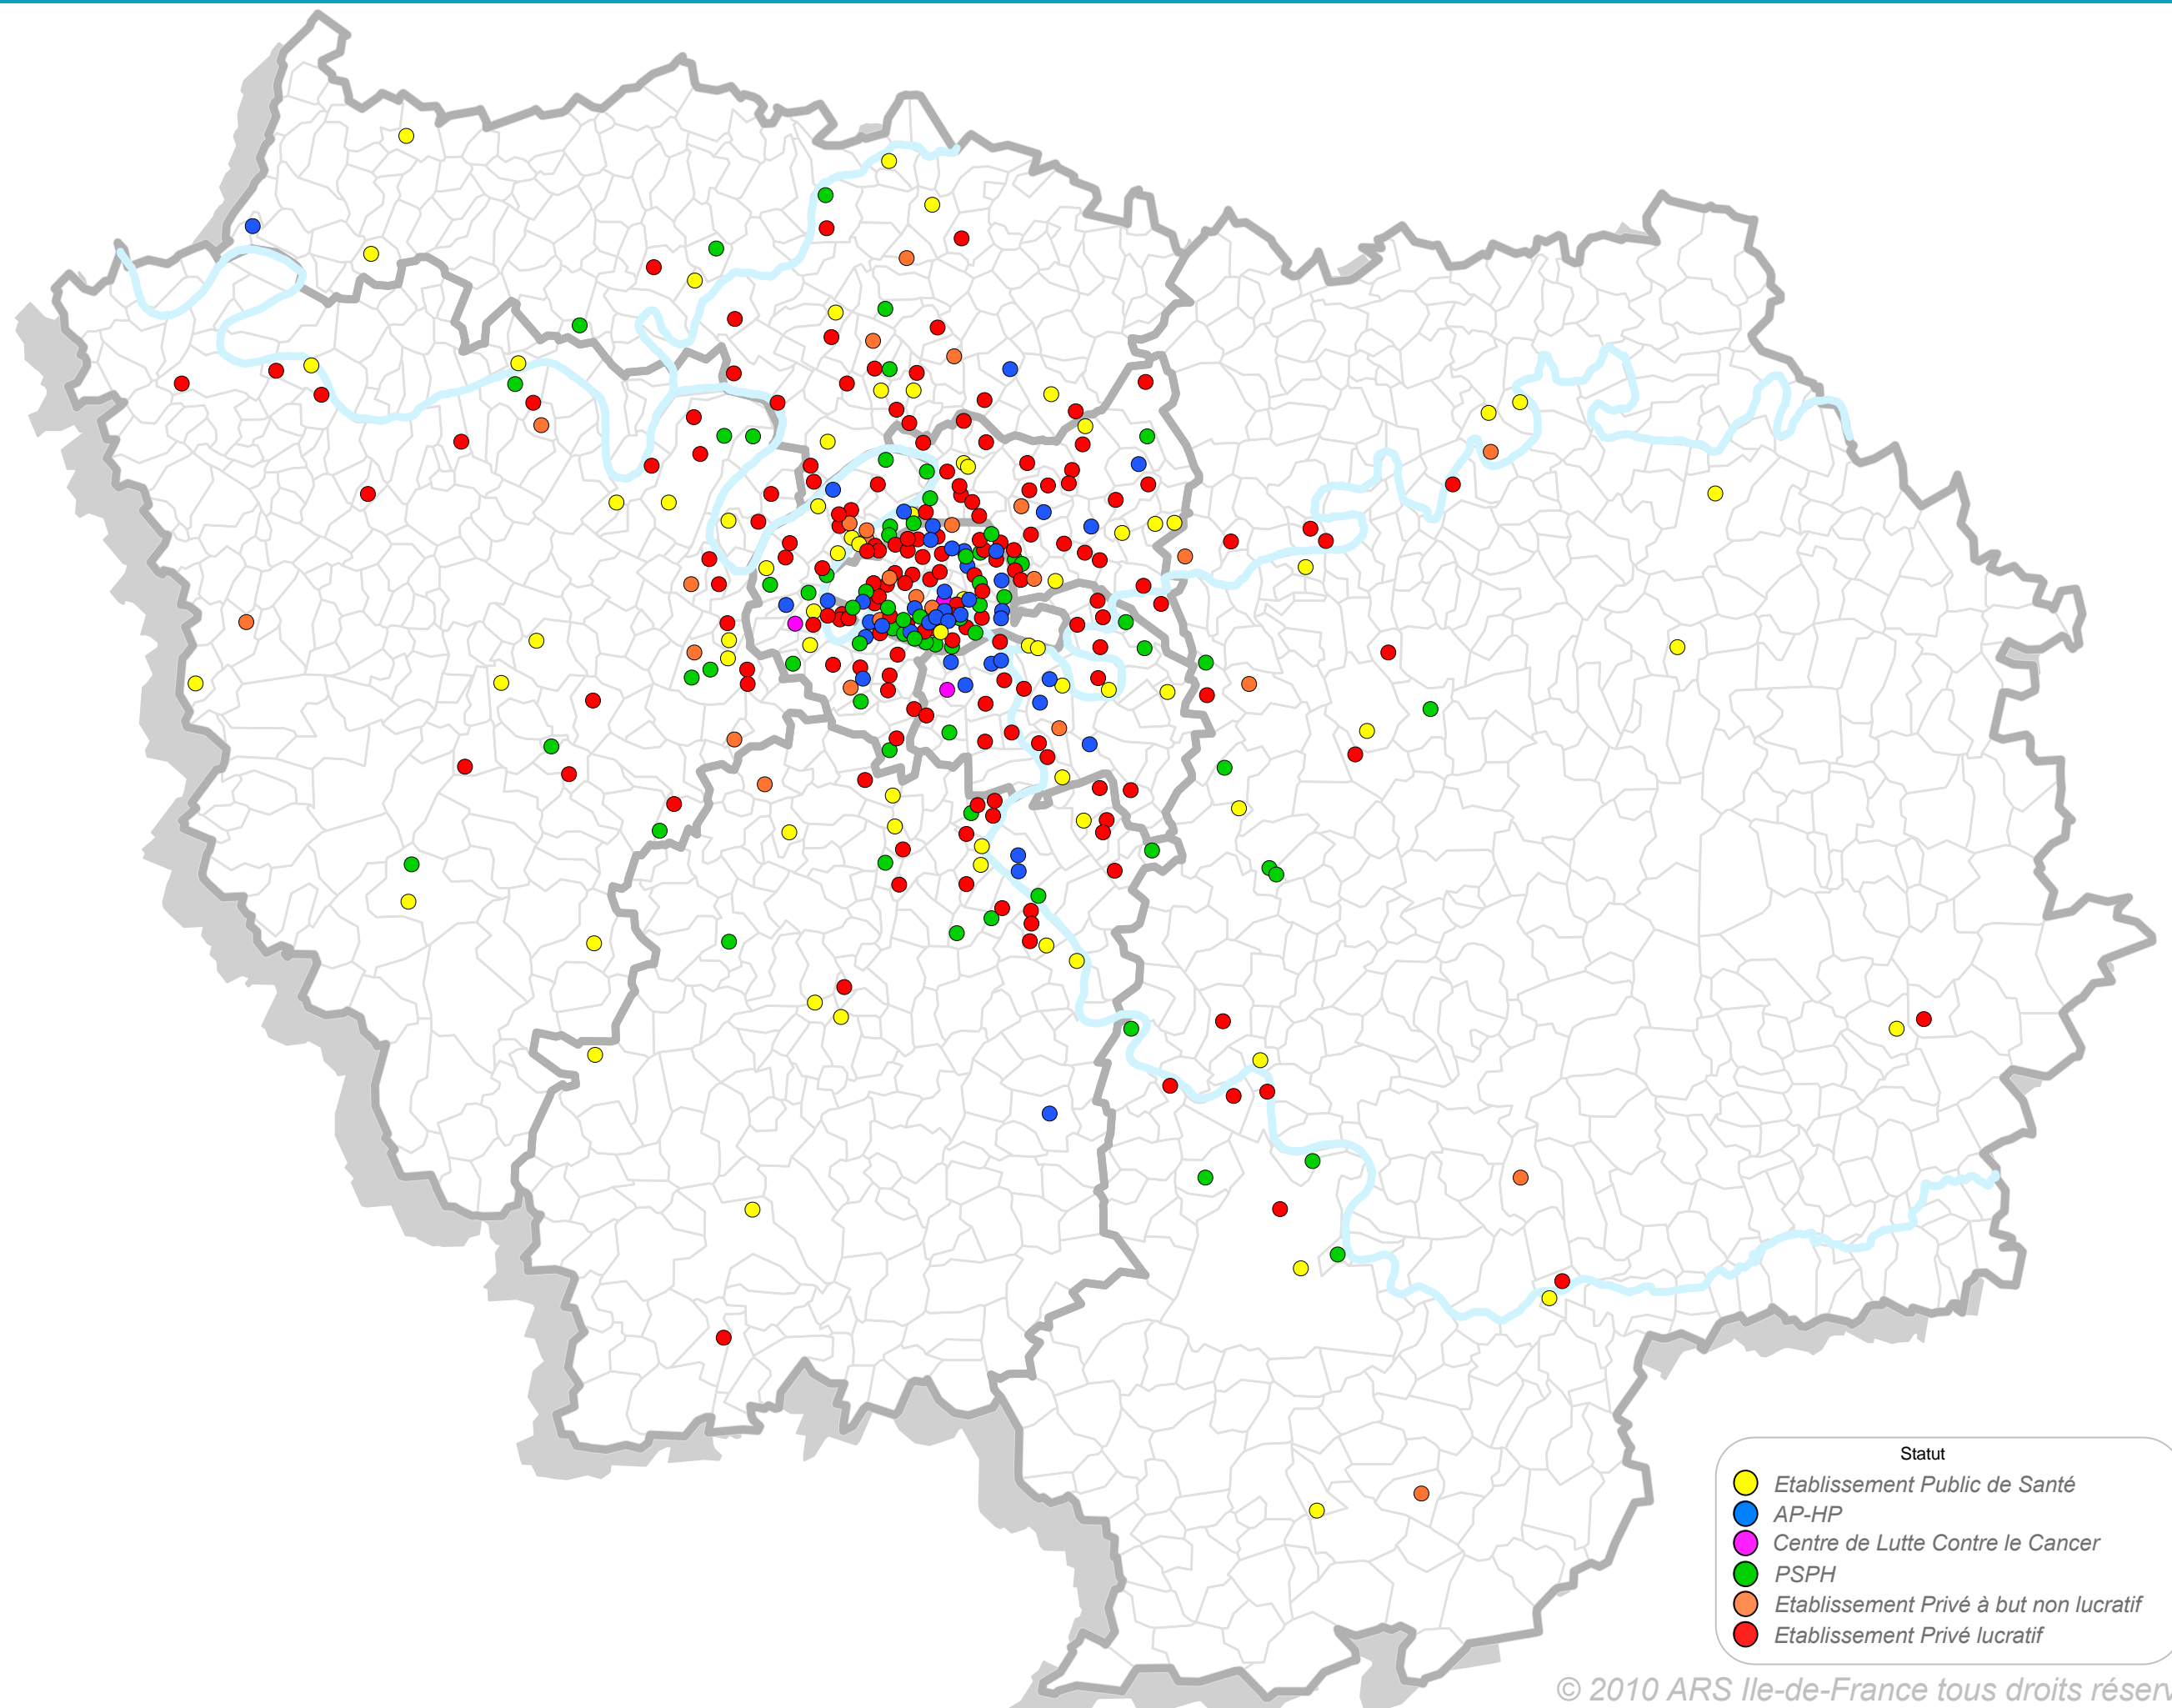 Statut
Etablissement Public de Santé
AP-HP
Centre de Lutte Contre le Cancer
PSPH
Etablissement Privé à but non lucratif
Etablissement Privé lucratif
© 2010 ARS Ile-de-France tous droits réserv